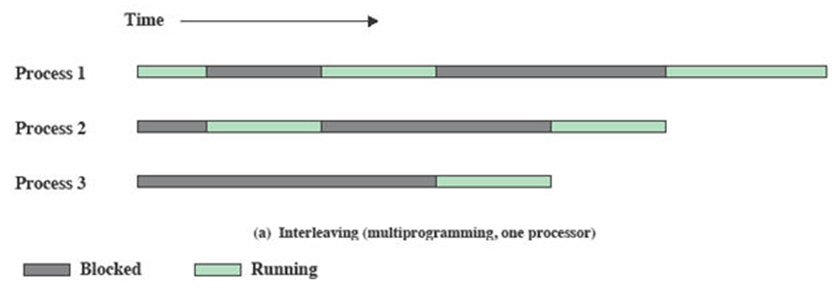 Time
Process 1
Process 2
Process 3
(a) Interleaving (multiprogramming, one processor)
Blocked Running